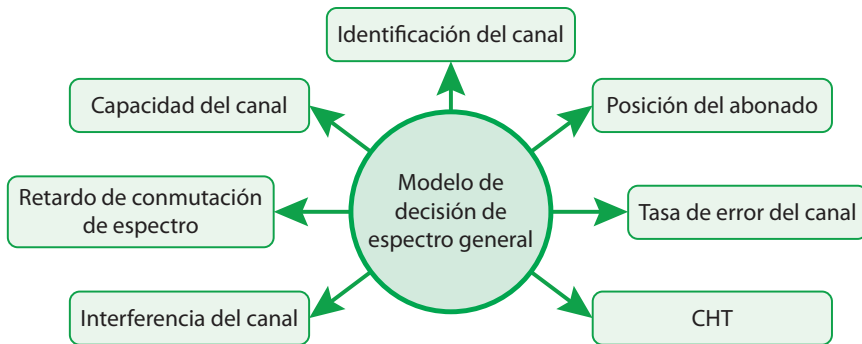 Identificación del canal
Capacidad del canal
Posición del abonado
Modelo de
decisión de
espectro general
Retardo de conmutación
de espectro
Tasa de error del canal
Interferencia del canal
CHT